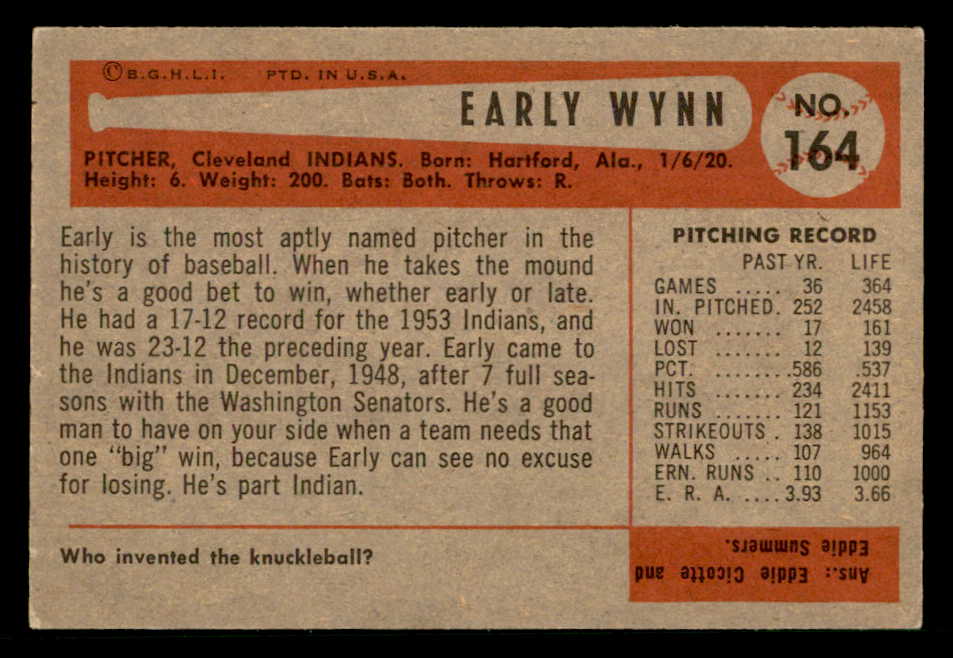 © B.G.H.L.I. PTD. IN U.S.A.
EARLY WYNN
NO.
164
PITCHER, Cleveland INDIANS. Born: Hartford, Ala., 1/6/20.
Height: 6. Weight: 200. Bats: Both. Throws: R.
Early is the most aptly named pitcher in the
history of baseball. When he takes the mound
he's a good bet to win, whether early or late.
He had a 17-12 record for the 1953 Indians, and
he was 23-12 the preceding year. Early came to
the Indians in December, 1948, after 7 full sea-
sons with the Washington Senators. He's a good
man to have on your side when a team needs that
one "big" win, because Early can see no excuse
for losing. He's part Indian.
PITCHING RECORD
PAST YR. LIFE
GAMES ..... 36 364
IN. PITCHED. 252 2458
WON ....... 17 161
LOST ....... 12 139
PCT. ........ .586 .537
HITS ....... 234 2411
RUNS ....... 121 1153
STRIKEOUTS . 138 1015
WALKS ..... 107 964
ERN. RUNS .. 110 1000
E. R. A. .... 3.93 3.66
Who invented the knuckleball?
Ans.: Eddie Cicotte and
Eddie Summers.